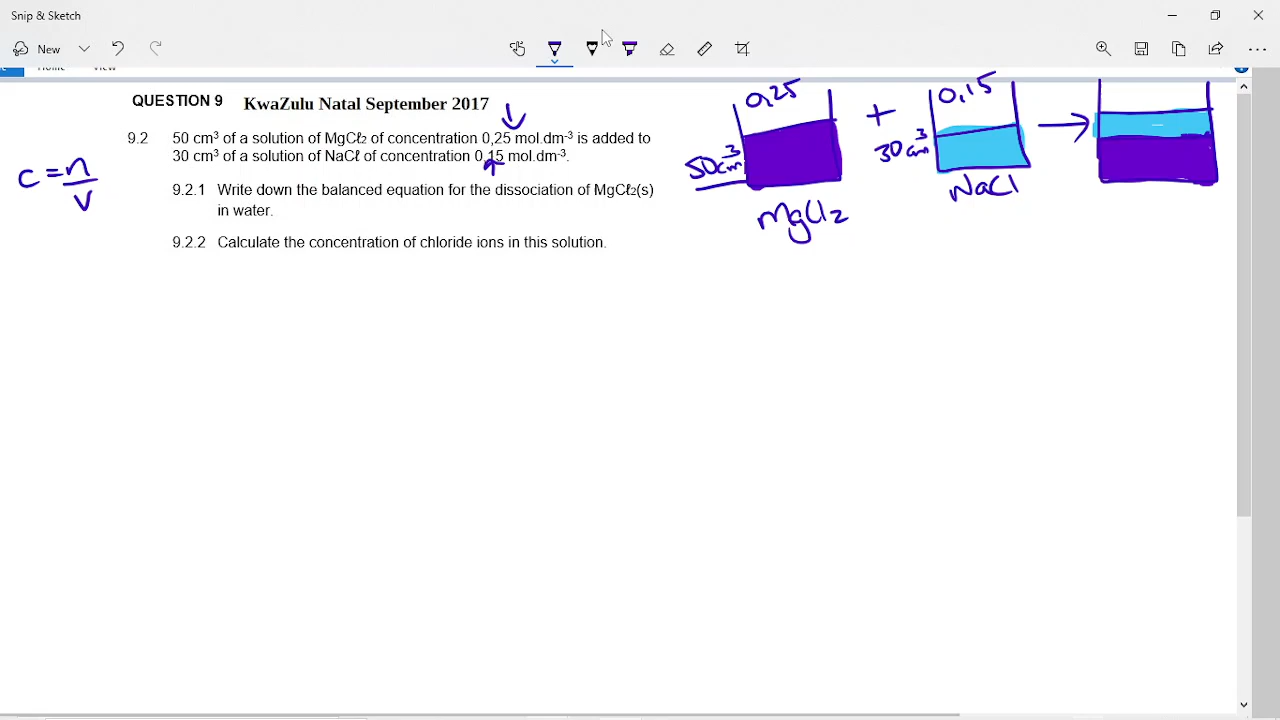 Snip & Sketch
New
QUESTION 9 KwaZulu Natal September 2017
9.2 50 cm³ of a solution of MgCℓ₂ of concentration 0,25 mol.dm⁻³ is added to
30 cm³ of a solution of NaCℓ of concentration 0,15 mol.dm⁻³.
9.2.1 Write down the balanced equation for the dissociation of MgCℓ₂(s)
in water.
9.2.2 Calculate the concentration of chloride ions in this solution.
c = n/v
0,25
50cm³
MgCl₂
+
0,15
30cm³
NaCl